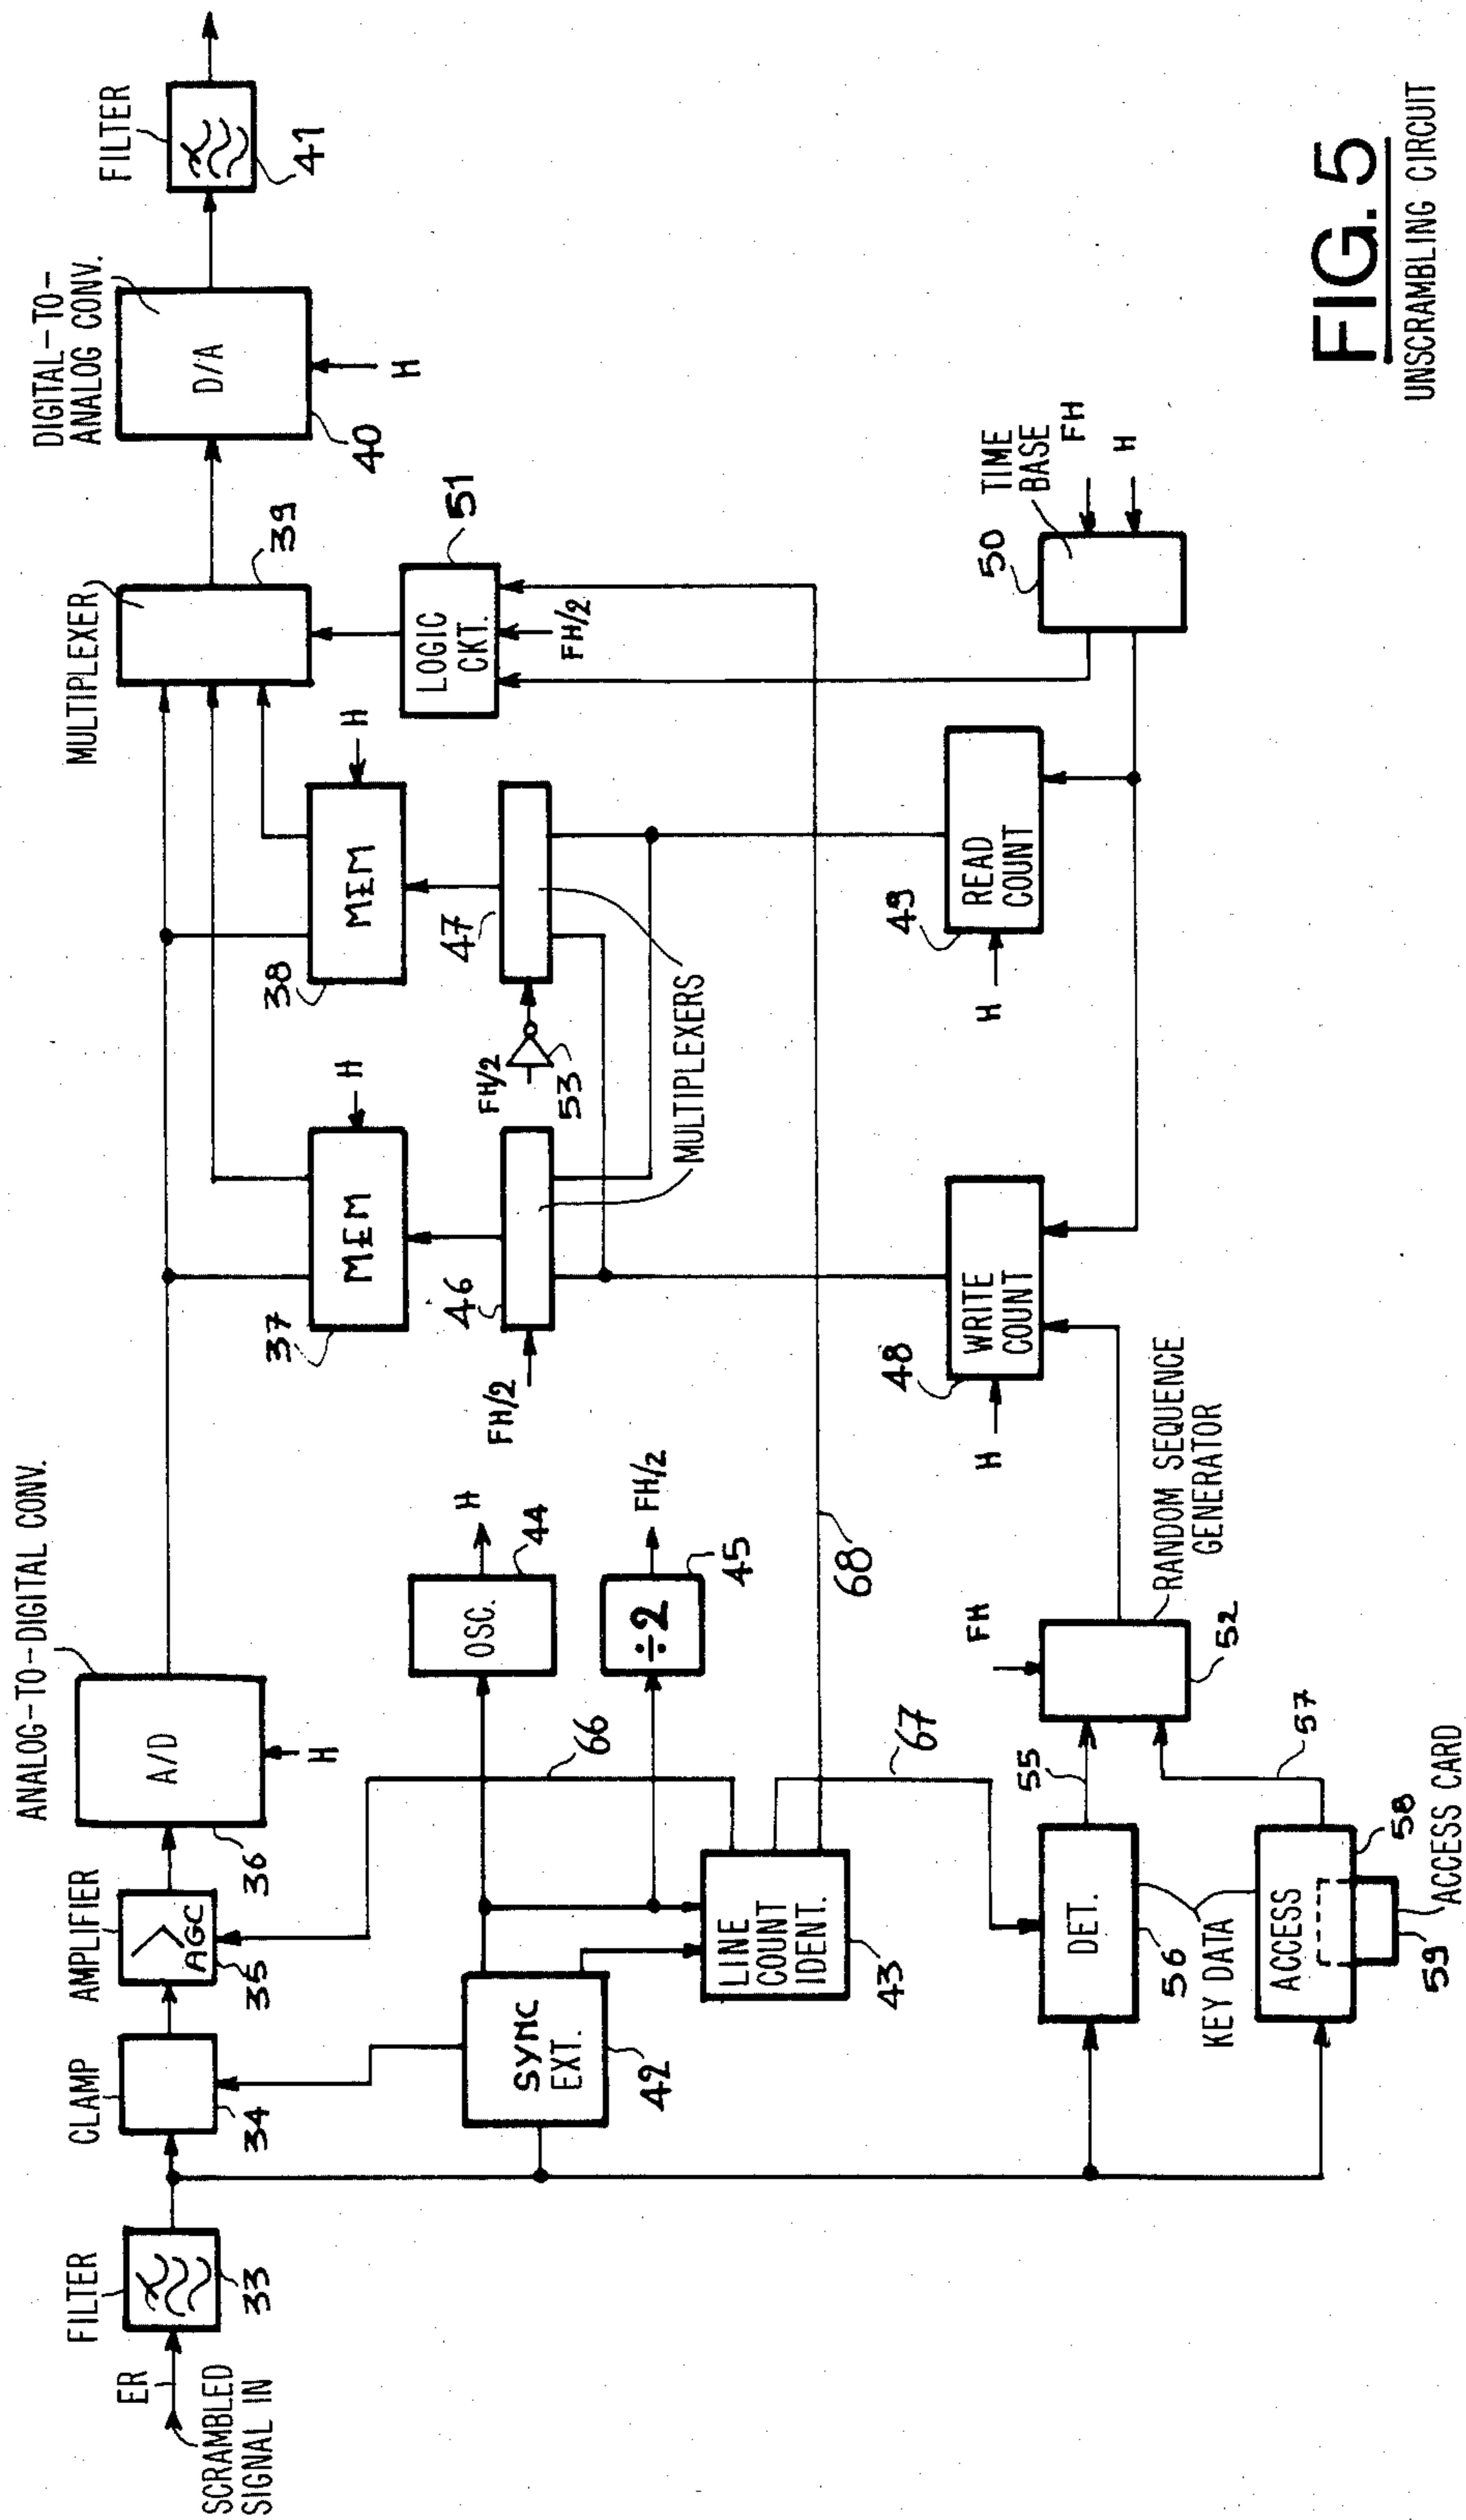 SCRAMBLED
SIGNAL IN
ER
FILTER
33
CLAMP
34
AMPLIFIER
AGC
35
ANALOG-TO-DIGITAL CONV.
A/D
36
H
MULTIPLEXER
39
DIGITAL-TO-
ANALOG CONV.
D/A
40
H
FILTER
41
SYNC
EXT.
42
66
OSC.
44
H
÷2
45
FH/2
LINE
COUNT
IDENT.
43
67
68
MEM
37
H
MEM
38
H
FH/2
46
FH/2
53
47
MULTIPLEXERS
LOGIC
CKT.
51
FH/2
DET.
56
KEY DATA
55
ACCESS
58
59
ACCESS CARD
57
FH
52
RANDOM SEQUENCE
GENERATOR
WRITE
COUNT
48
H
READ
COUNT
49
H
50
TIME
BASE
FH
H
FIG. 5
UNSCRAMBLING CIRCUIT